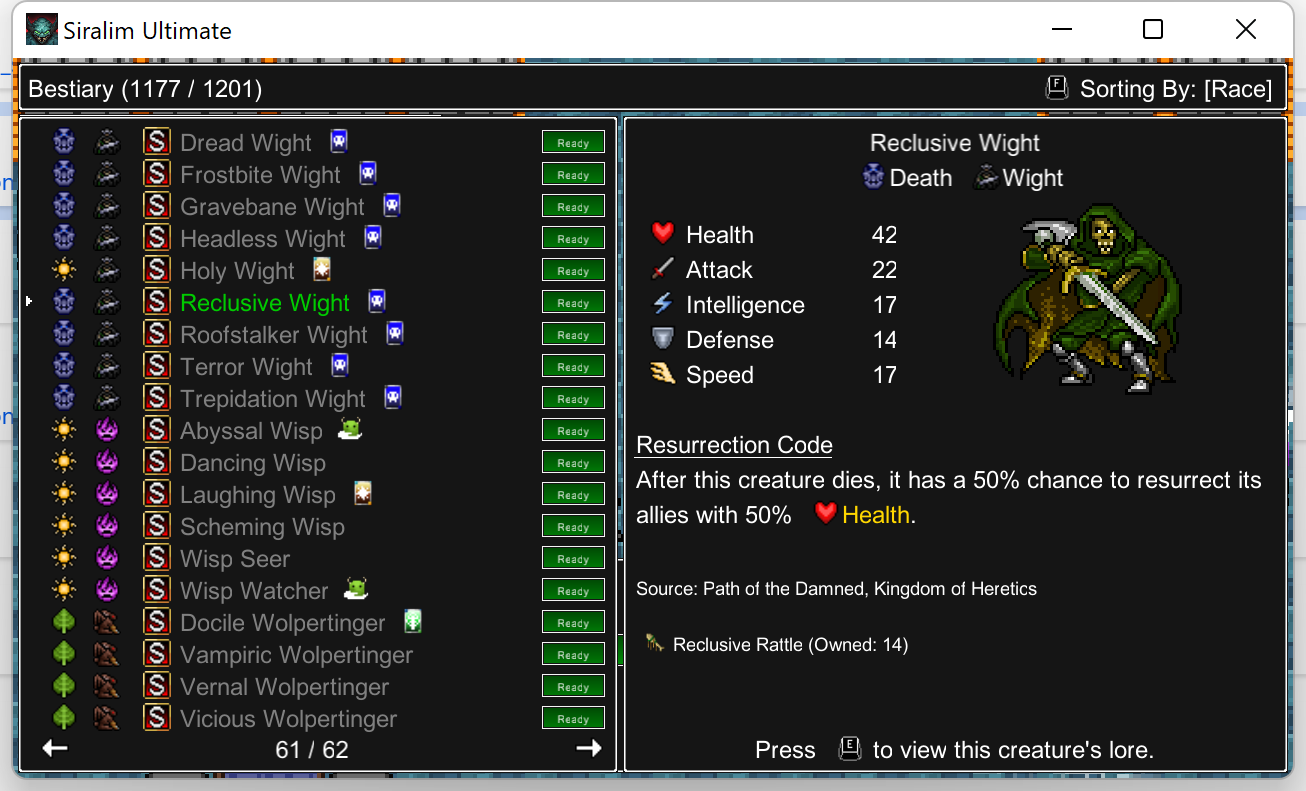 Siralim Ultimate
Bestiary (1177 / 1201)
F Sorting By: [Race]
S Dread Wight Ready
S Frostbite Wight Ready
S Gravebane Wight Ready
S Headless Wight Ready
S Holy Wight Ready
S Reclusive Wight Ready
S Roofstalker Wight Ready
S Terror Wight Ready
S Trepidation Wight Ready
S Abyssal Wisp Ready
S Dancing Wisp Ready
S Laughing Wisp Ready
S Scheming Wisp Ready
S Wisp Seer Ready
S Wisp Watcher Ready
S Docile Wolpertinger Ready
S Vampiric Wolpertinger Ready
S Vernal Wolpertinger Ready
S Vicious Wolpertinger Ready
61 / 62
Reclusive Wight
Death Wight
Health 42
Attack 22
Intelligence 17
Defense 14
Speed 17
Resurrection Code
After this creature dies, it has a 50% chance to resurrect its
allies with 50% Health.
Source: Path of the Damned, Kingdom of Heretics
Reclusive Rattle (Owned: 14)
Press E to view this creature's lore.